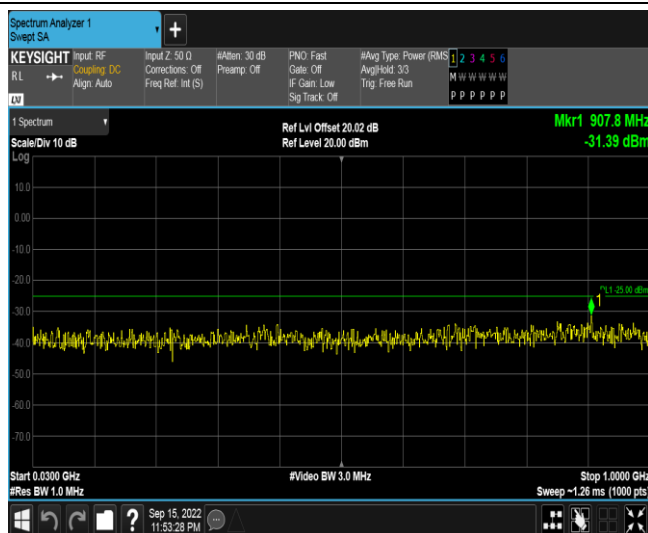 Spectrum Analyzer 1
Swept SA
+
KEYSIGHT
RL
LXI
Input: RF
Coupling: DC
Align: Auto
Input Z: 50 Ω
Corrections: Off
Freq Ref: Int (S)
#Atten: 30 dB
Preamp: Off
PNO: Fast
Gate: Off
IF Gain: Low
Sig Track: Off
#Avg Type: Power (RMS
Avg|Hold: 3/3
Trig: Free Run
1 2 3 4 5 6
M W W W W W
P P P P P P
1 Spectrum
Scale/Div 10 dB
Log
Ref Lvl Offset 20.02 dB
Ref Level 20.00 dBm
Mkr1 907.8 MHz
-31.39 dBm
10.0
0.00
-10.0
-20.0
DL1 -25.00 dBm
1
-30.0
-40.0
-50.0
-60.0
-70.0
Start 0.0300 GHz
#Res BW 1.0 MHz
#Video BW 3.0 MHz
Stop 1.0000 GHz
Sweep ~1.26 ms (1000 pts)
?
Sep 15, 2022
11:53:28 PM